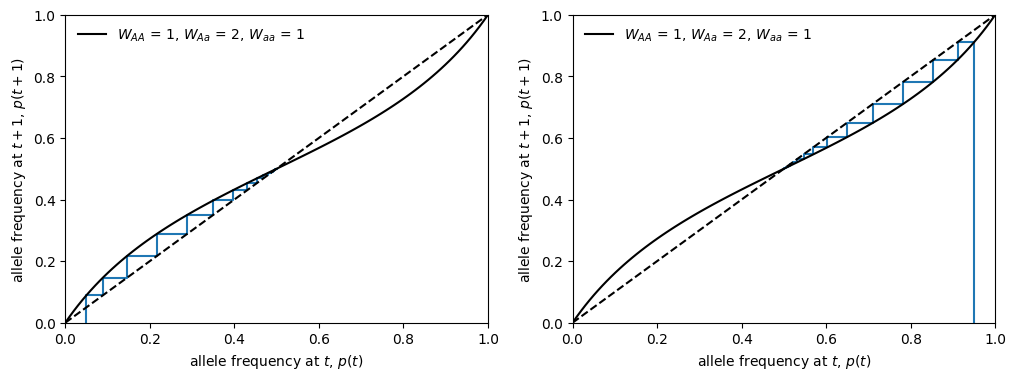 1.0
0.8
0.6
0.4
0.2
0.0
allele frequency at t + 1, p(t + 1)
W_AA = 1, W_Aa = 2, W_aa = 1
0.0 0.2 0.4 0.6 0.8 1.0
allele frequency at t, p(t)
1.0
0.8
0.6
0.4
0.2
0.0
allele frequency at t + 1, p(t + 1)
W_AA = 1, W_Aa = 2, W_aa = 1
0.0 0.2 0.4 0.6 0.8 1.0
allele frequency at t, p(t)